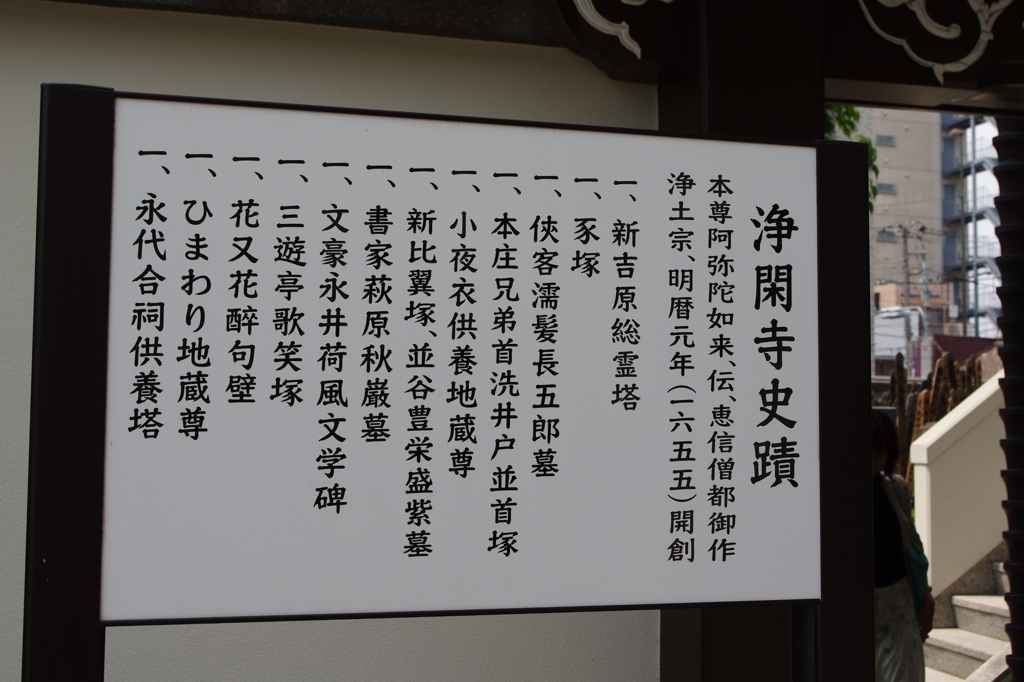 浄閑寺史蹟
本尊阿弥陀如来、伝、恵信僧都御作
浄土宗、明暦元年(一六五五)開創
一、新吉原総霊塔
一、豕塚
一、侠客濡髪長五郎墓
一、本庄兄弟首洗井戸並首塚
一、小夜衣供養地蔵尊
一、新比翼塚、並谷豊栄盛紫墓
一、書家萩原秋巌墓
一、文豪永井荷風文学碑
一、三遊亭歌笑塚
一、花又花酔句壁
一、ひまわり地蔵尊
一、永代合祠供養塔